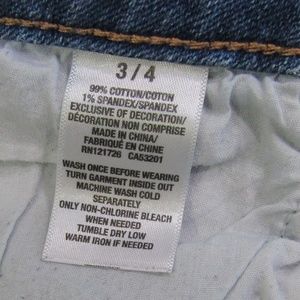 3 / 4
99% COTTON/COTON
1% SPANDEX/SPANDEX
EXCLUSIVE OF DECORATION/
DÉCORATION NON COMPRISE
MADE IN CHINA/
FABRIQUÉ EN CHINE
RN121726 CA53201
WASH ONCE BEFORE WEARING
TURN GARMENT INSIDE OUT
MACHINE WASH COLD
SEPARATELY
ONLY NON-CHLORINE BLEACH
WHEN NEEDED
TUMBLE DRY LOW
WARM IRON IF NEEDED